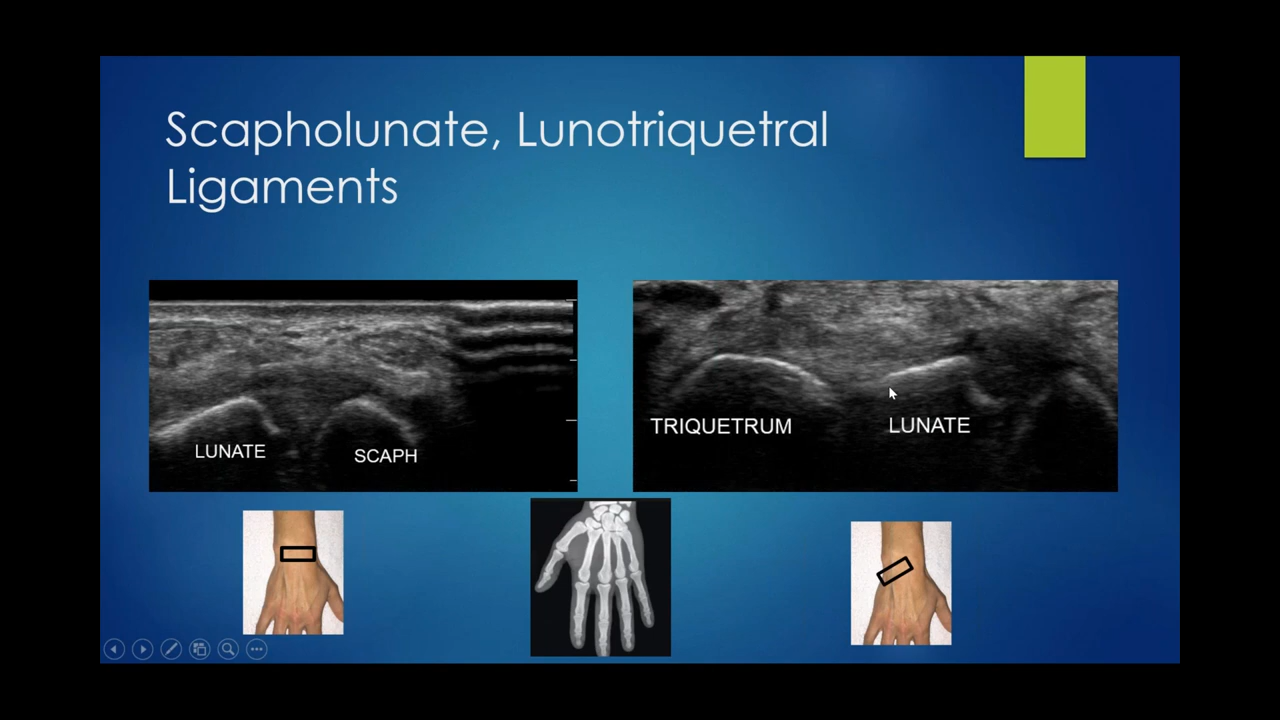 Scapholunate, Lunotriquetral
Ligaments
LUNATE
SCAPH
TRIQUETRUM
LUNATE